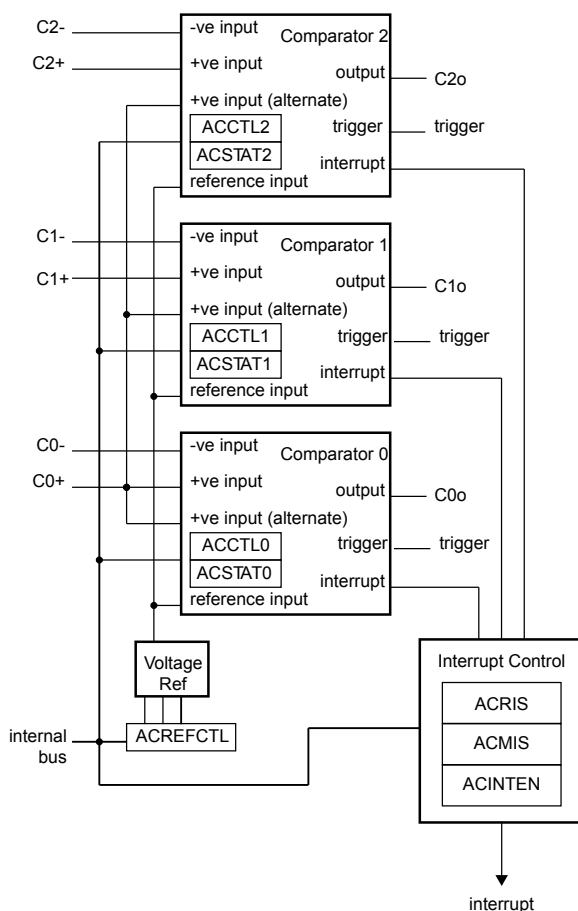 C2-
-ve input
Comparator 2
C2+
+ve input
output
C2o
+ve input (alternate)
ACCTL2
trigger
trigger
ACSTAT2
interrupt
reference input
C1-
-ve input
Comparator 1
C1+
+ve input
output
C1o
+ve input (alternate)
ACCTL1
trigger
trigger
ACSTAT1
interrupt
reference input
C0-
-ve input
Comparator 0
C0+
+ve input
output
C0o
+ve input (alternate)
ACCTL0
trigger
trigger
ACSTAT0
interrupt
reference input
Voltage
Ref
Interrupt Control
ACRIS
internal
bus
ACREFCTL
ACMIS
ACINTEN
interrupt